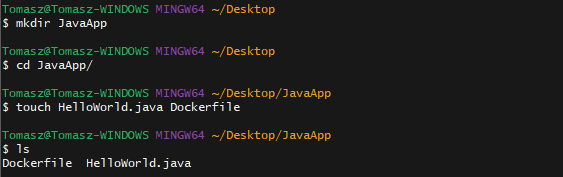 Tomasz@Tomasz-WINDOWS MINGW64 ~/Desktop
$ mkdir JavaApp
Tomasz@Tomasz-WINDOWS MINGW64 ~/Desktop
$ cd JavaApp/
Tomasz@Tomasz-WINDOWS MINGW64 ~/Desktop/JavaApp
$ touch HelloWorld.java Dockerfile
Tomasz@Tomasz-WINDOWS MINGW64 ~/Desktop/JavaApp
$ ls
Dockerfile  HelloWorld.java